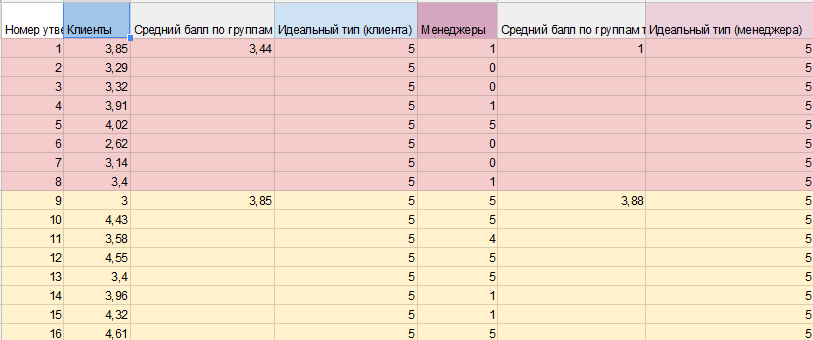 Номер утве Клиенты Средний балл по группам Идеальный тип (клиента) Менеджеры Средний балл по группам т Идеальный тип (менеджера)
1 3,85 3,44 5 1 1 5
2 3,29 5 0 5
3 3,32 5 0 5
4 3,91 5 1 5
5 4,02 5 5 5
6 2,62 5 0 5
7 3,14 5 0 5
8 3,4 5 1 5
9 3 3,85 5 5 3,88 5
10 4,43 5 5 5
11 3,58 5 4 5
12 4,55 5 5 5
13 3,4 5 5 5
14 3,96 5 1 5
15 4,32 5 1 5
16 4,61 5 5 5